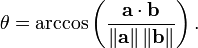 θ = arccos( a · b / ‖a‖ ‖b‖ ).